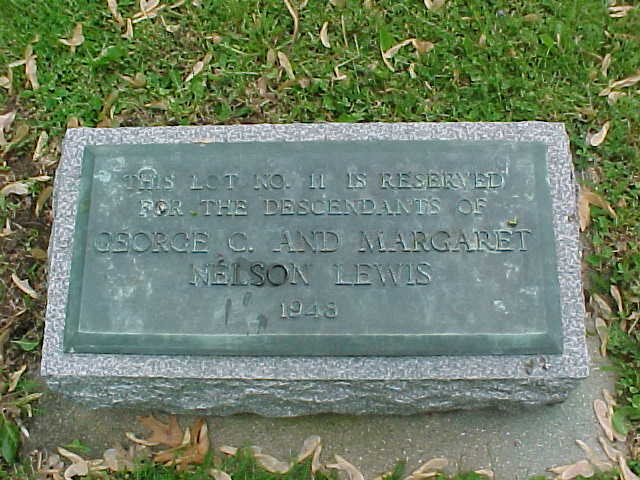 THIS LOT NO. 11 IS RESERVED
FOR THE DESCENDANTS OF
GEORGE C. AND MARGARET
NELSON LEWIS
1948